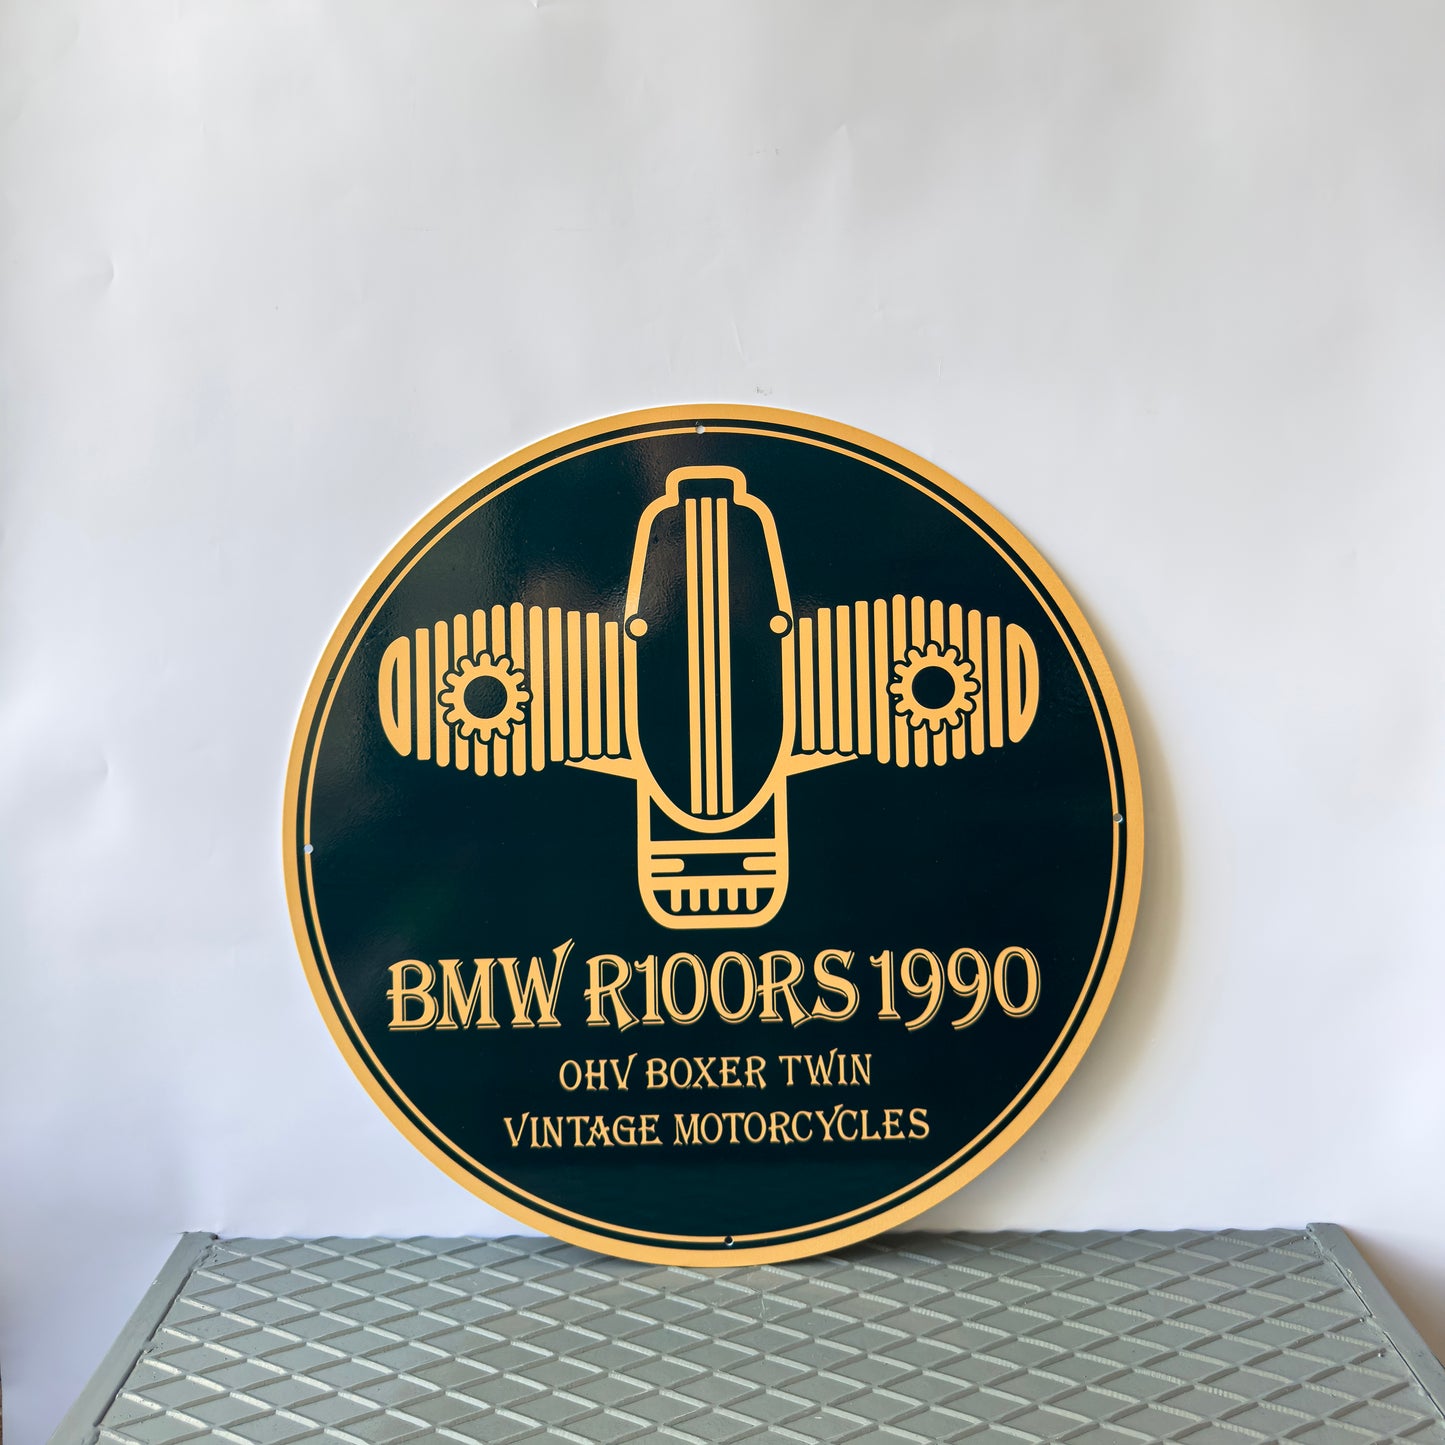 BMW R100RS 1990
OHV BOXER TWIN
VINTAGE MOTORCYCLES